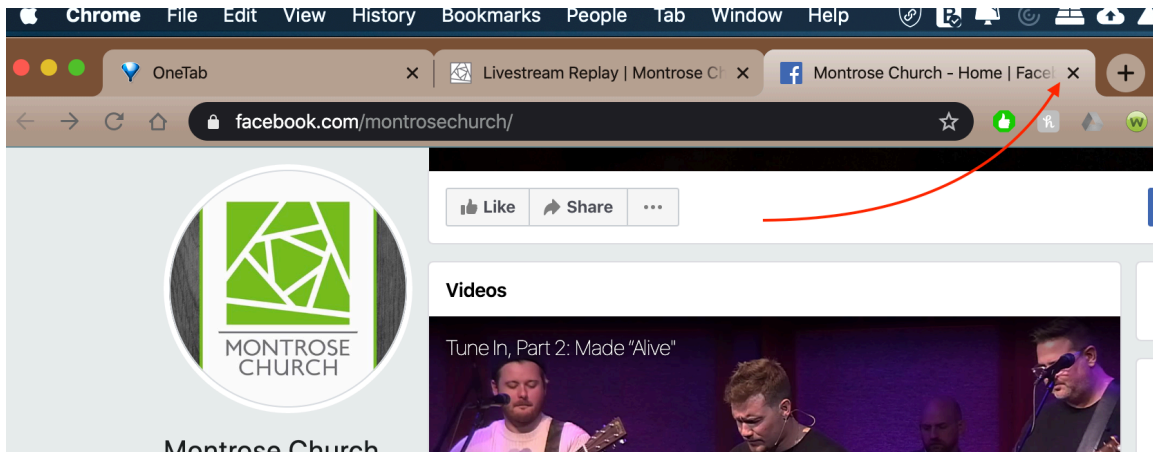 Chrome File Edit View History Bookmarks People Tab Window Help
OneTab
Livestream Replay | Montrose Ch
Montrose Church - Home | Faceb
facebook.com/montrosechurch/
Like
Share
MONTROSE
CHURCH
Montrose Church
Videos
Tune In, Part 2: Made "Alive"